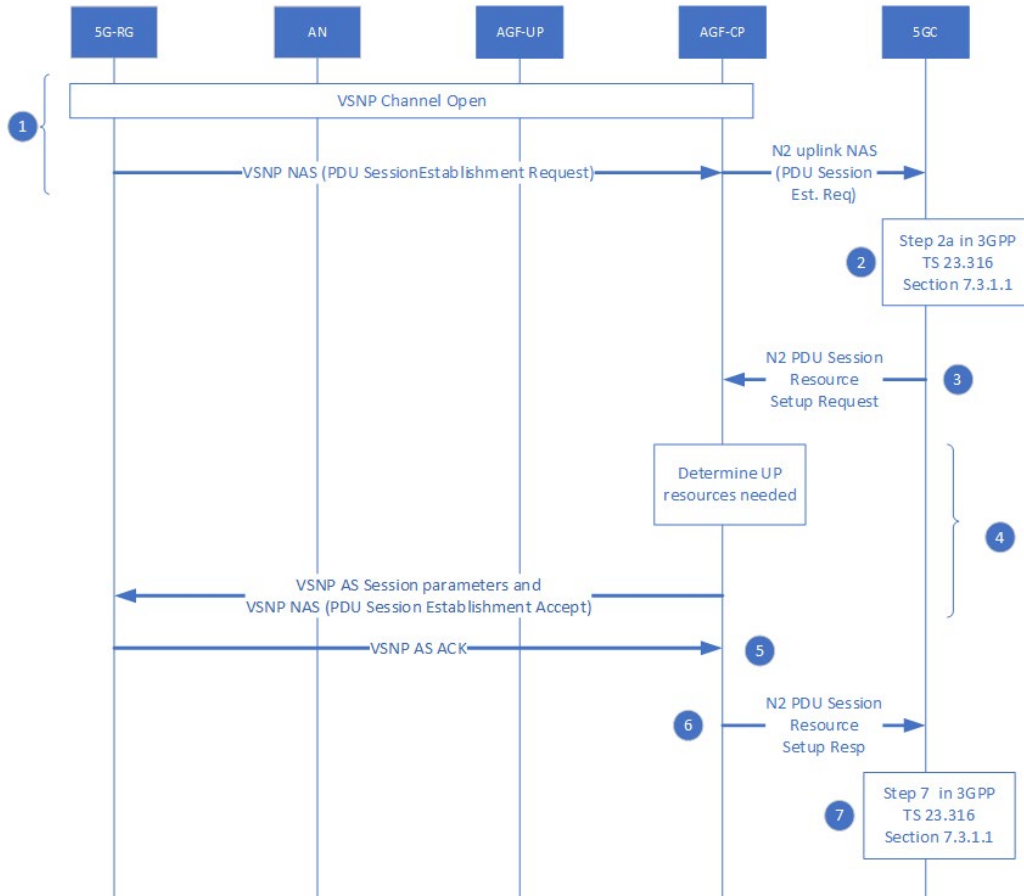 5G-RG
AN
AGF-UP
AGF-CP
5GC
VSNP Channel Open
1
VSNP NAS (PDU SessionEstablishment Request)
N2 uplink NAS
(PDU Session
Est. Req)
2
Step 2a in 3GPP
TS 23.316
Section 7.3.1.1
N2 PDU Session
Resource
Setup Request
3
Determine UP
resources needed
4
VSNP AS Session parameters and
VSNP NAS (PDU Session Establishment Accept)
VSNP AS ACK
5
6
N2 PDU Session
Resource
Setup Resp
7
Step 7 in 3GPP
TS 23.316
Section 7.3.1.1